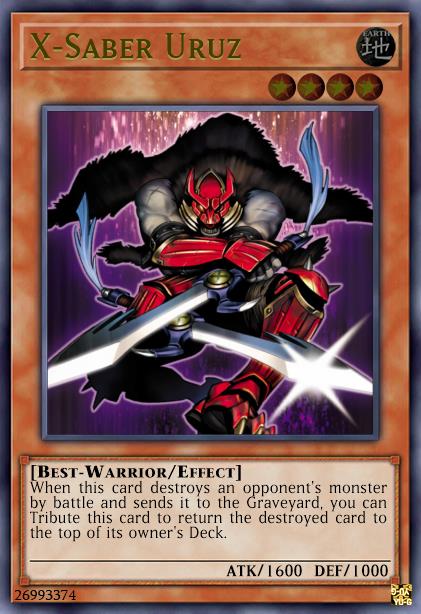 X-Saber Uruz
EARTH
地
[Best-Warrior/Effect]
When this card destroys an opponent's monster
by battle and sends it to the Graveyard, you can
Tribute this card to return the destroyed card to
the top of its owner's Deck.
ATK/1600 DEF/1000
26993374